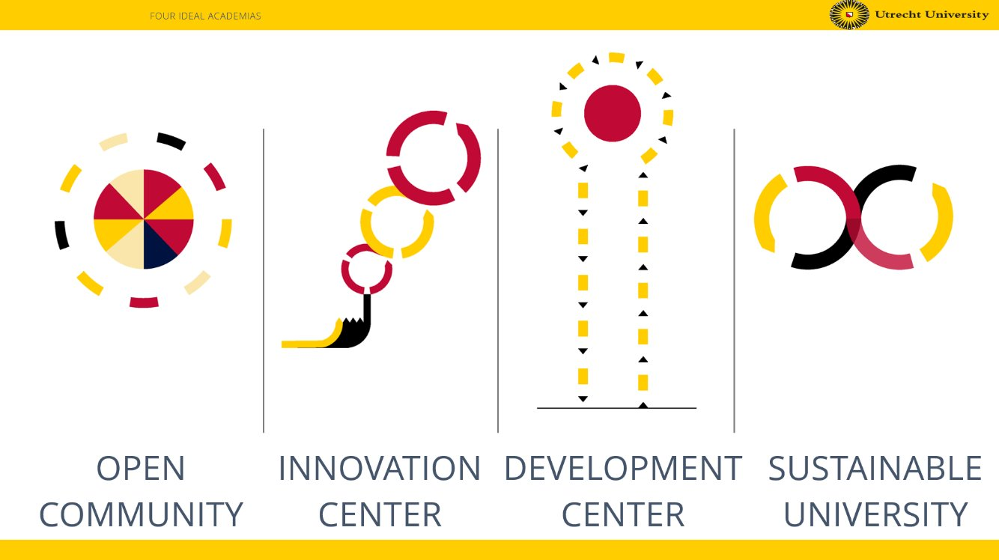 FOUR IDEAL ACADEMIAS
Utrecht University
OPEN
COMMUNITY
INNOVATION
CENTER
DEVELOPMENT
CENTER
SUSTAINABLE
UNIVERSITY